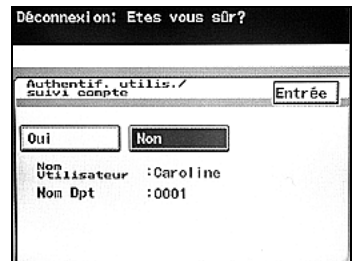 Déconnexion: Etes vous sûr?
Authentif. utilis./
suivi compte
Entrée
Oui
Non
Nom
Utilisateur :Caroline
Nom Dpt :0001